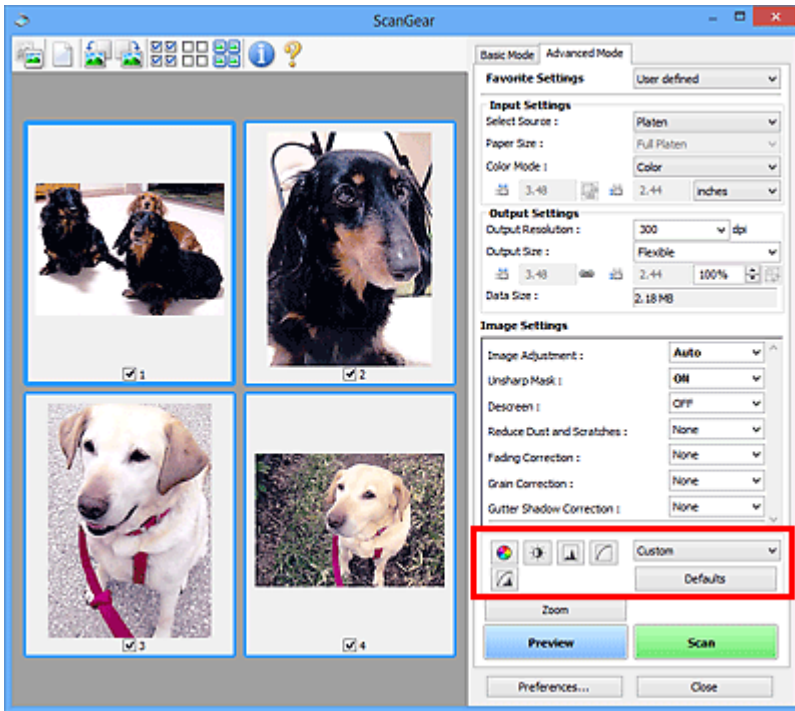 ScanGear
Basic Mode Advanced Mode
Favorite Settings User defined
Input Settings
Select Source : Platen
Paper Size : Full Platen
Color Mode : Color
3.48 2.44 inches
Output Settings
Output Resolution : 300 dpi
Output Size : Flexible
3.48 2.44 100%
Data Size : 2.18 MB
Image Settings
Image Adjustment : Auto
Unsharp Mask : ON
Descreen : OFF
Reduce Dust and Scratches : None
Fading Correction : None
Grain Correction : None
Gutter Shadow Correction : None
Custom
Defaults
Zoom
Preview Scan
Preferences... Close
1
2
3
4